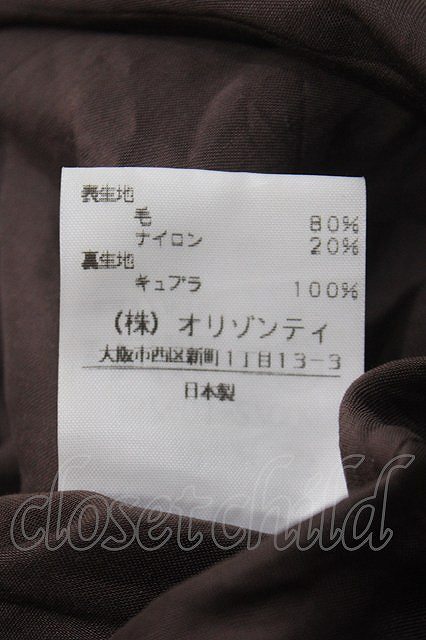 表生地
毛 80%
ナイロン 20%
裏生地
キュプラ 100%
(株)オリゾンティ
大阪市西区新町1丁目13-3
日本製
closetchild